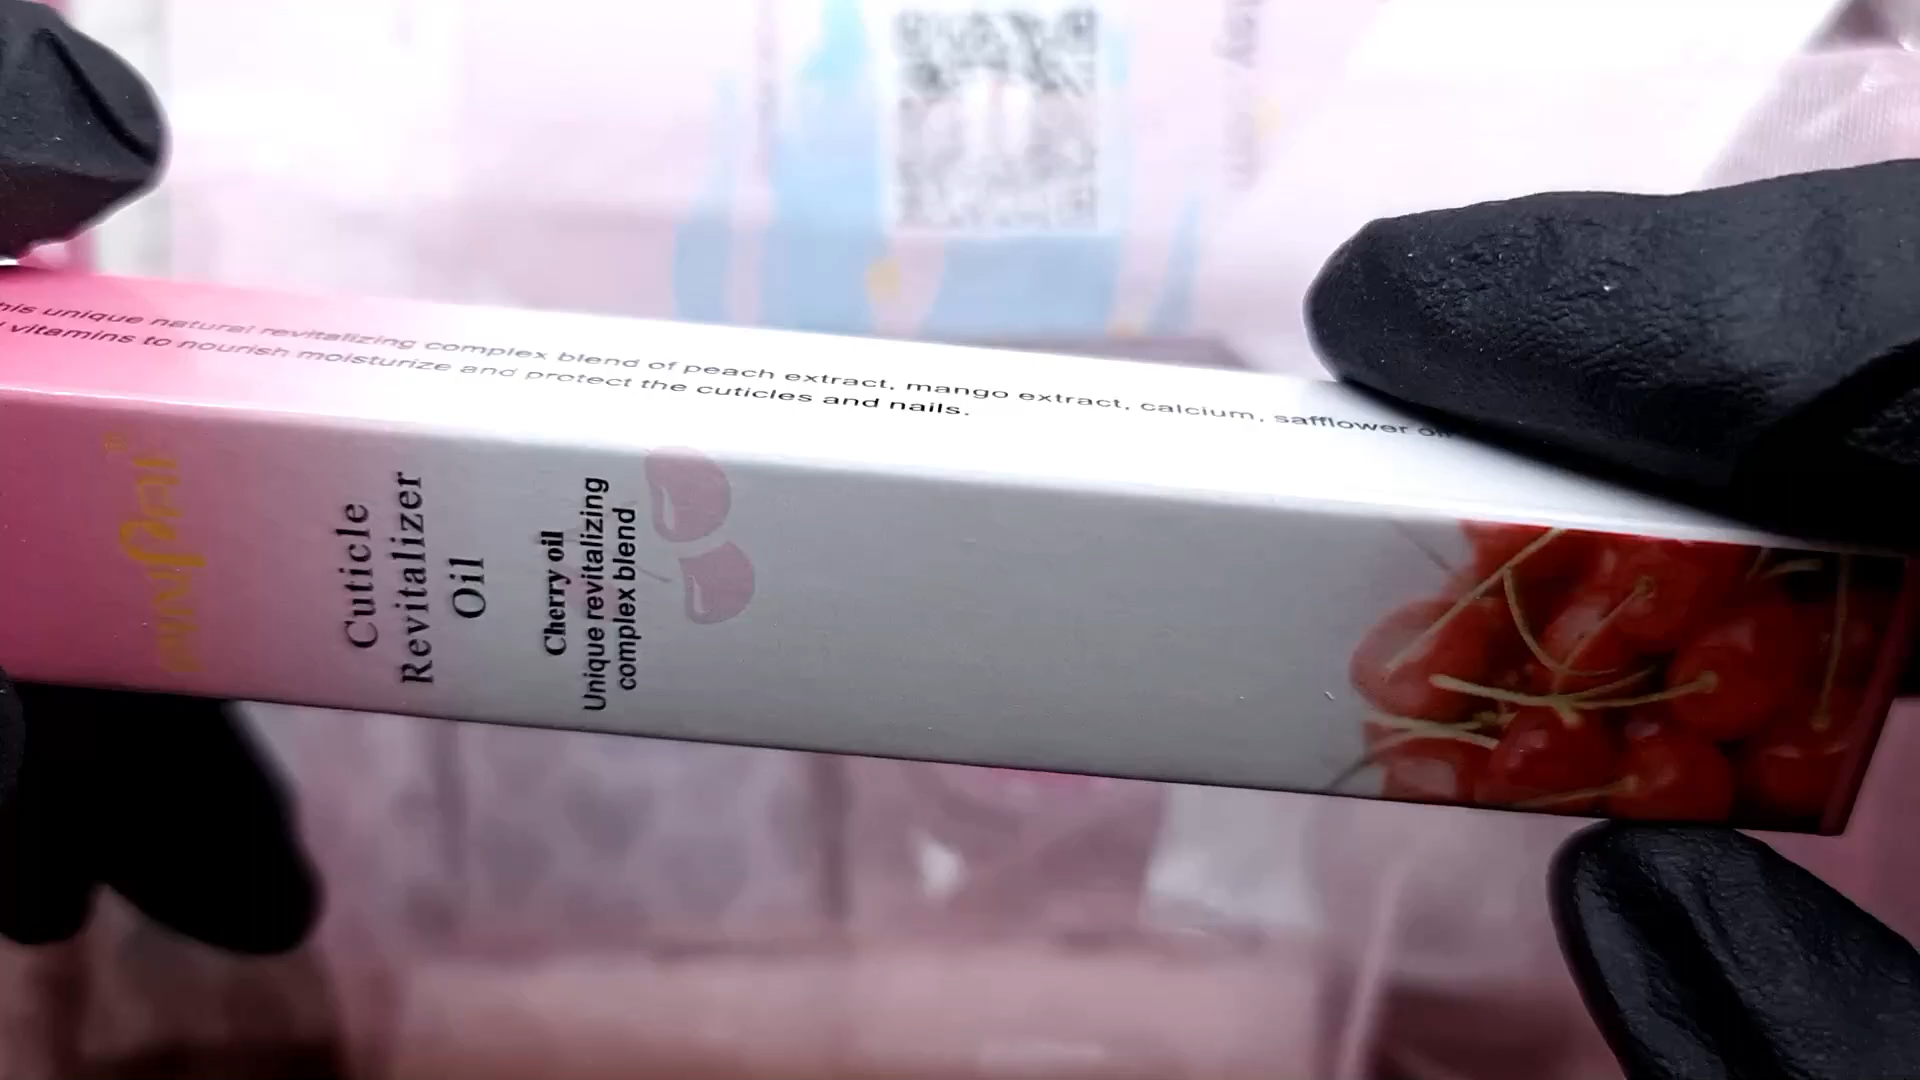 his unique natural revitalizing complex blend of peach extract, mango extract, calcium, safflower oil
vitamins to nourish moisturize and protect the cuticles and nails.
Cuticle
Revitalizer
Oil
Cherry oil
Unique revitalizing
complex blend